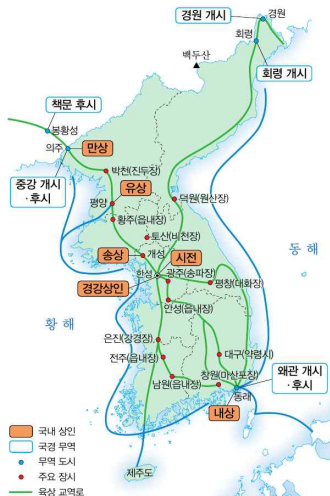 경원 개시
경원
회령
백두산
회령 개시
책문 후시
봉황성
의주
만상
중강 개시
·후시
박천(진두장)
유상
평양
덕원(원산장)
황주(읍내장)
토산(비천장)
송상
개성
시전
동해
한성
광주(송파장)
경강상인
평창(대화장)
안성(읍내장)
황해
은진(강경장)
전주(읍내장)
대구(약령시)
창원(마산포장)
왜관 개시
·후시
남원(읍내장)
동래
내상
국내 상인
국경 무역
무역 도시
주요 장시
육상 교역로
제주도